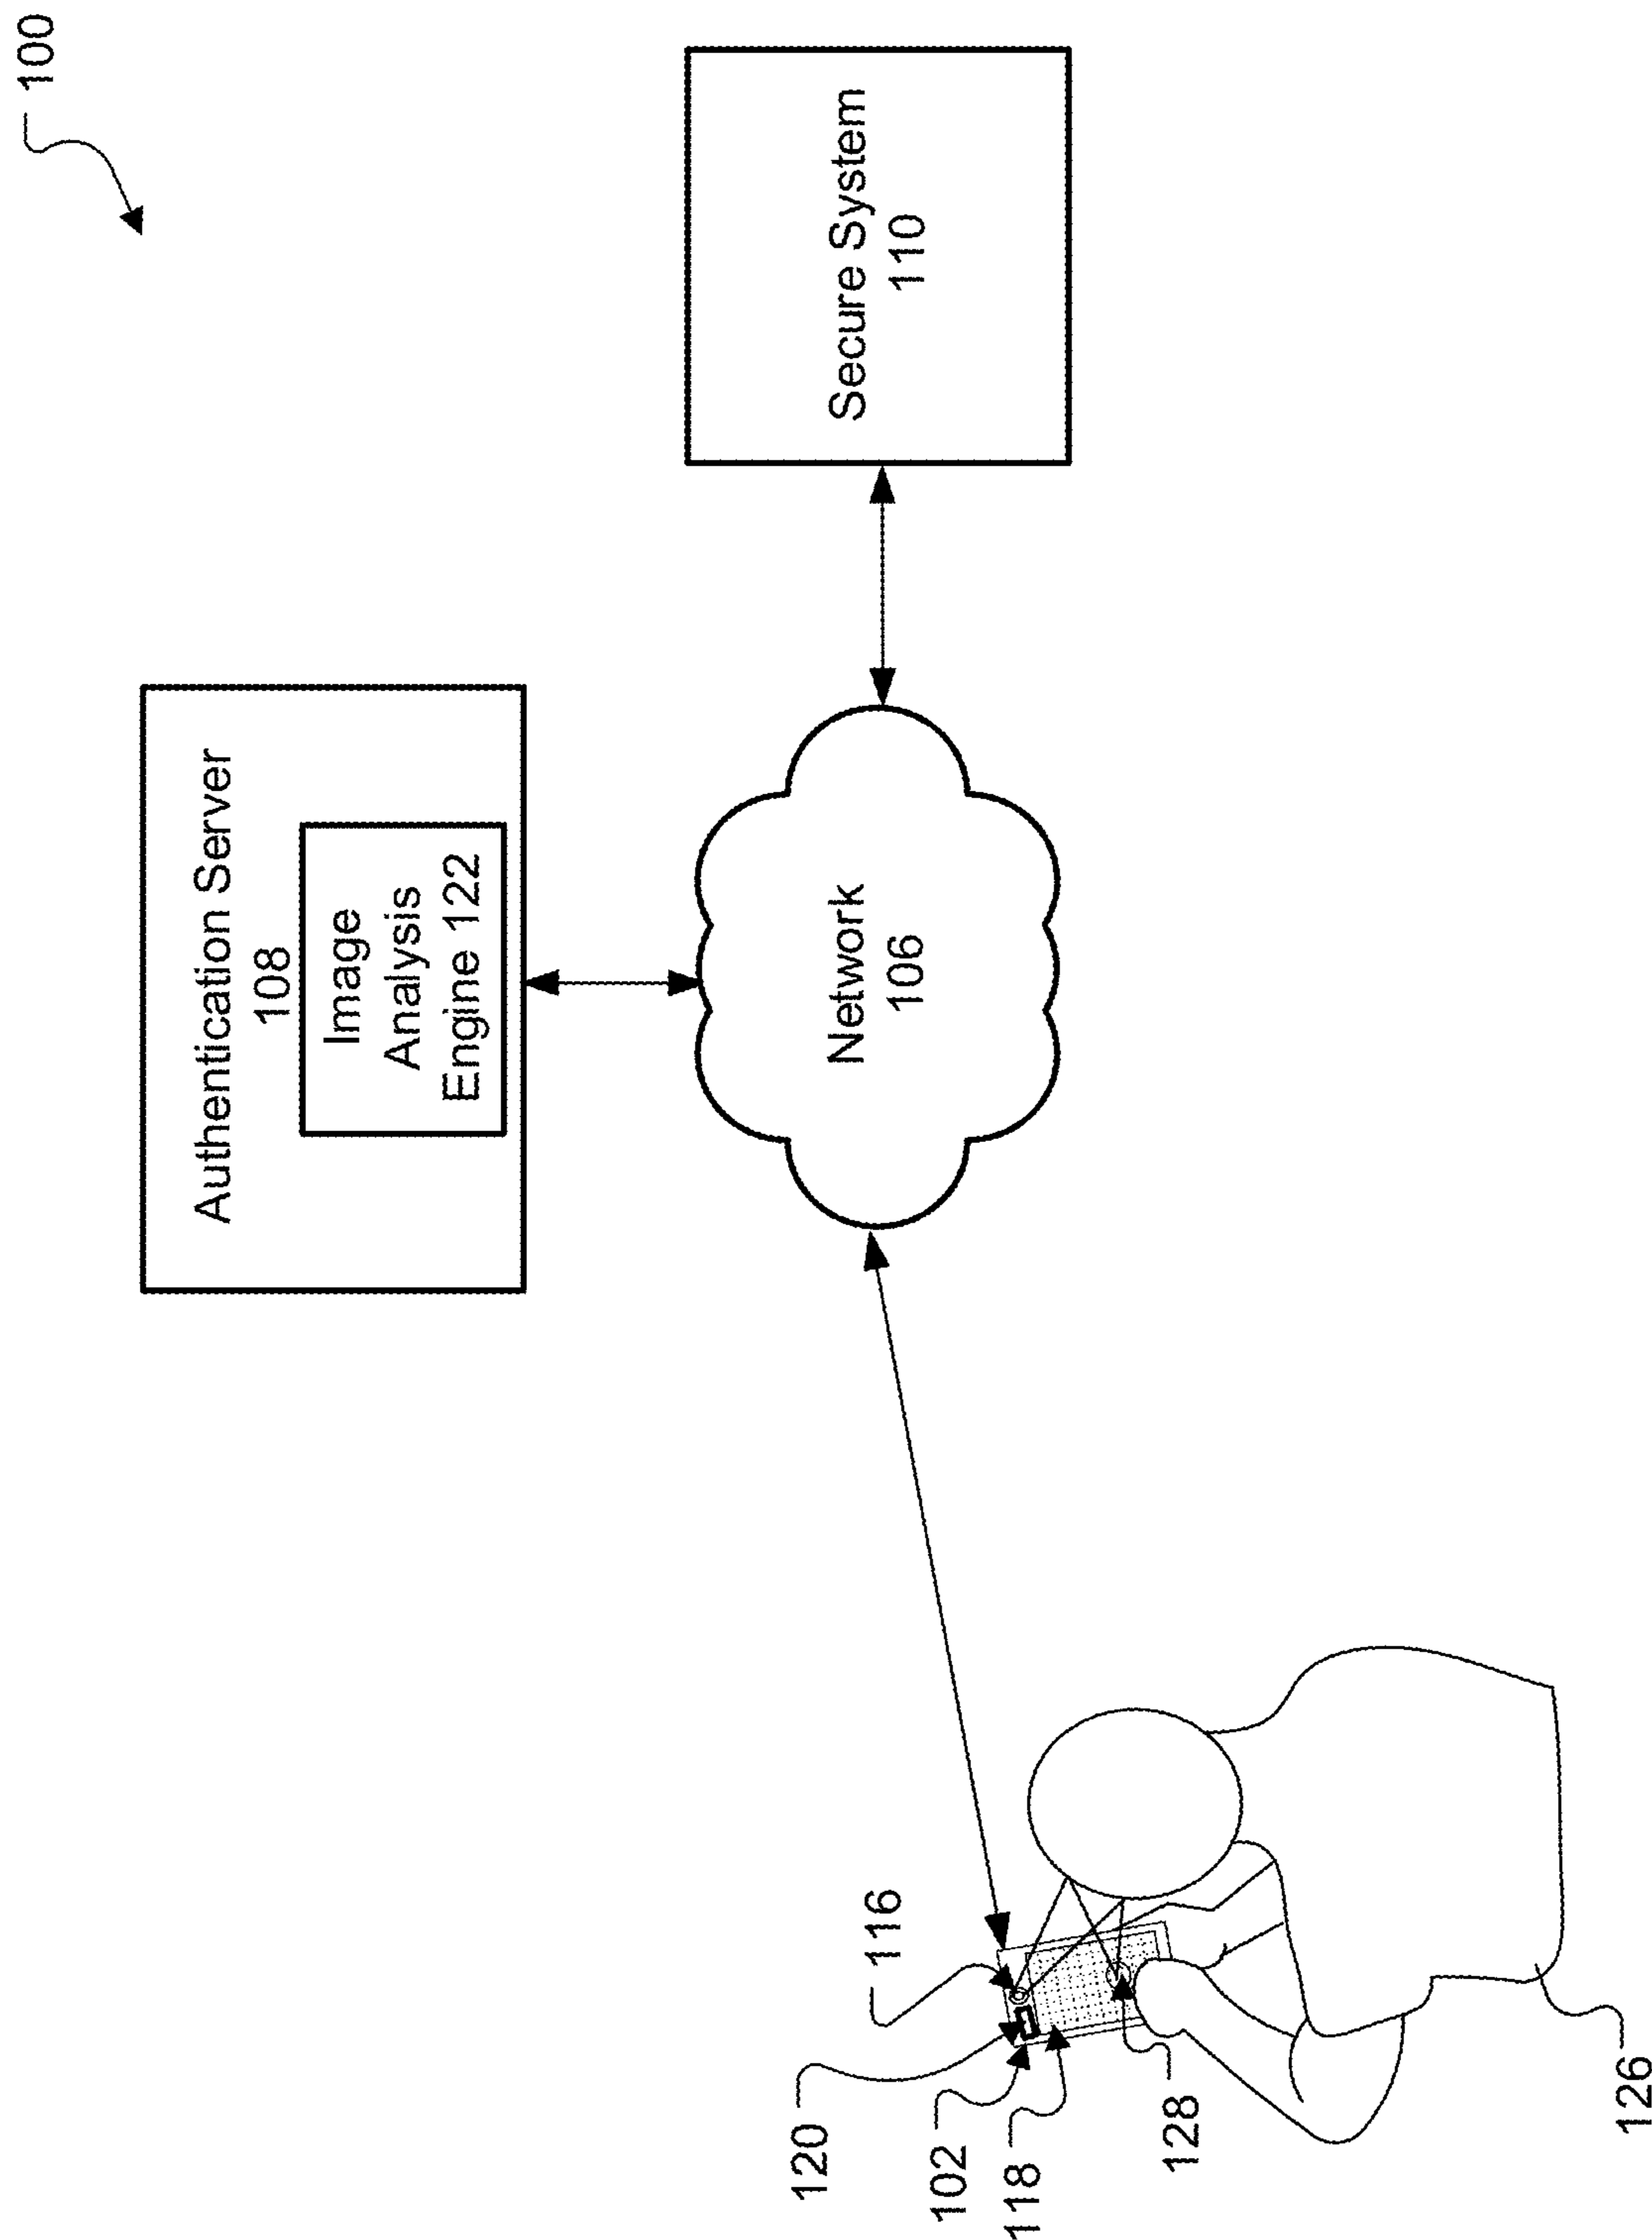 100
Authentication Server
108
Image
Analysis
Engine 122
Network
106
Secure System
110
116
120
102
118
128
126